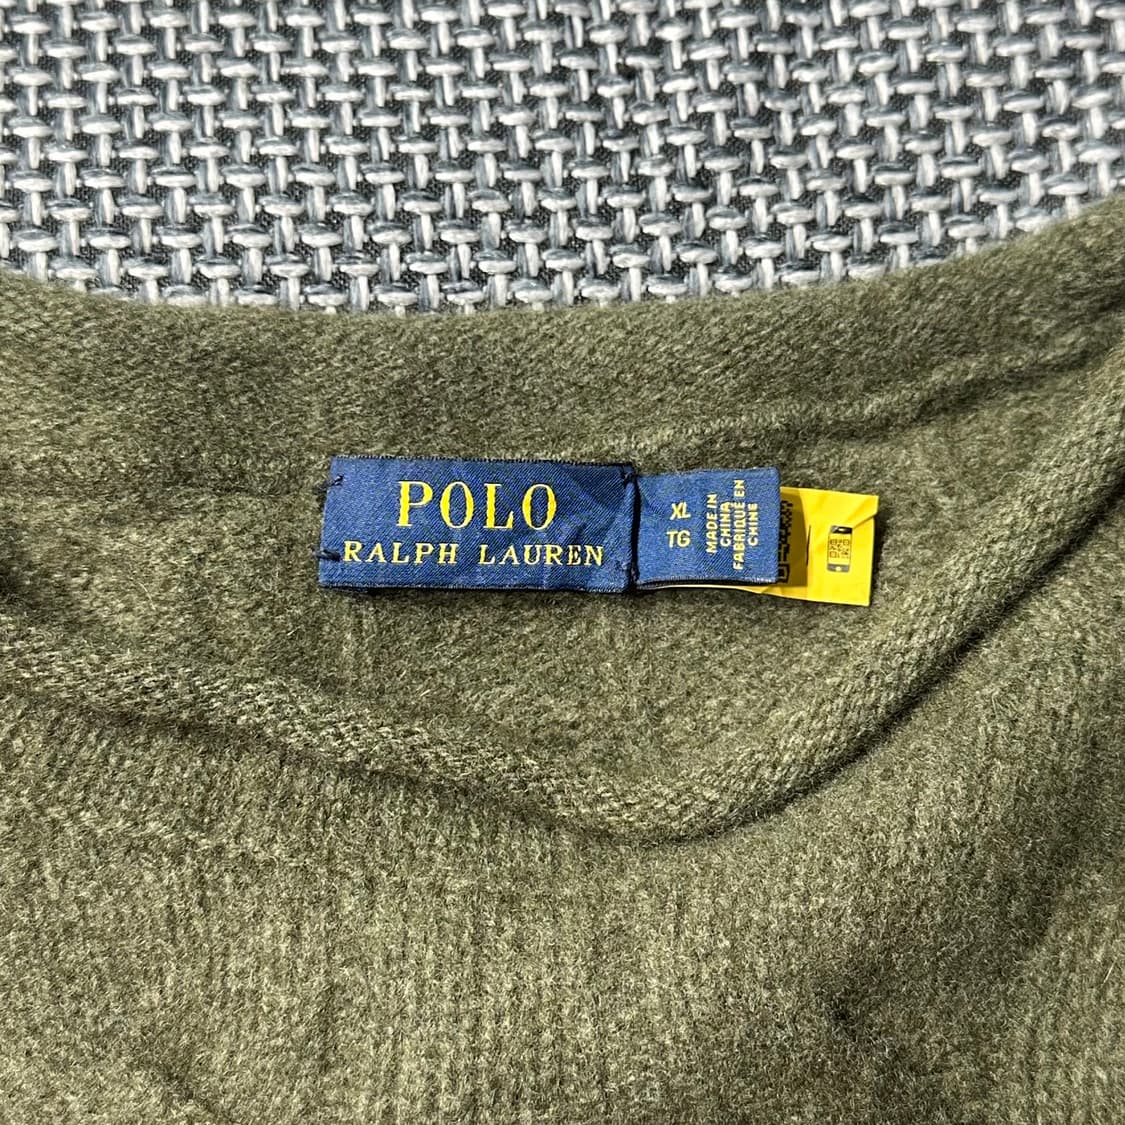 POLO
RALPH LAUREN
XL
TG
MADE IN
CHINA
FABRIQUÉ EN
CHINE